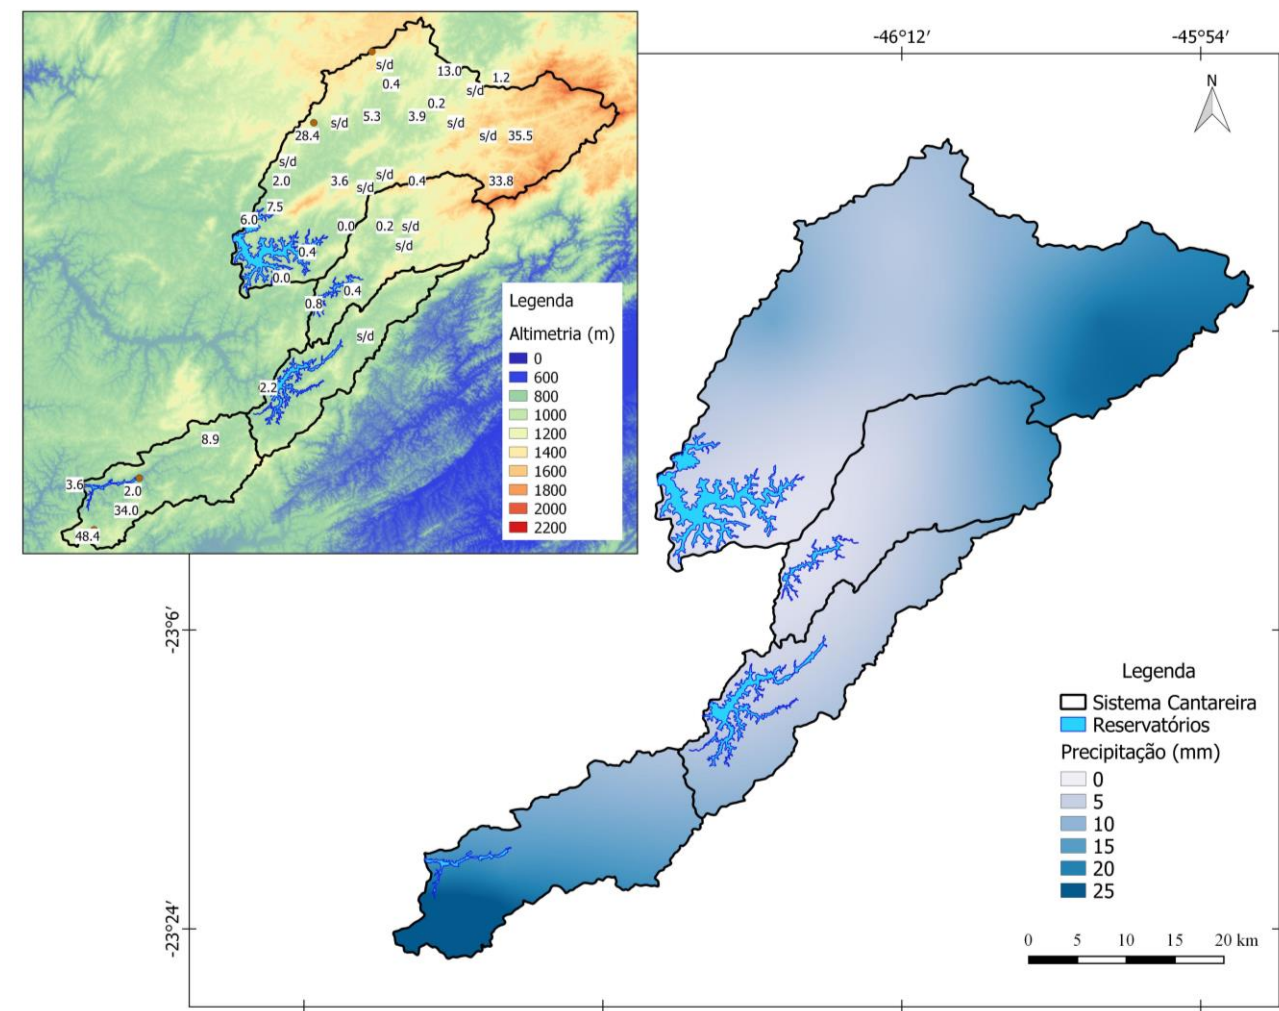 -46°12′
-45°54′
N
s/d
13.0
1.2
0.4
s/d
0.2
5.3
3.9
s/d
s/d
28.4
s/d
35.5
s/d
2.0
3.6
s/d
s/d
0.4
33.8
7.5
6.0
0.0
0.2
s/d
s/d
0.4
0.0
0.8
0.4
s/d
2.2
8.9
3.6
2.0
34.0
48.4
Legenda
Altimetria (m)
0
600
800
1000
1200
1400
1600
1800
2000
2200
-23°6′
-23°24′
Legenda
Sistema Cantareira
Reservatórios
Precipitação (mm)
0
5
10
15
20
25
0 5 10 15 20 km